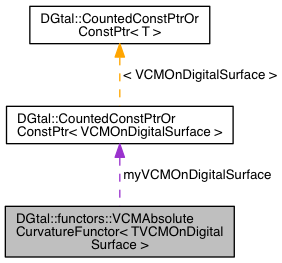 DGtal::CountedConstPtrOr
ConstPtr< T >
< VCMOnDigitalSurface >
DGtal::CountedConstPtrOr
ConstPtr< VCMOnDigitalSurface >
myVCMOnDigitalSurface
DGtal::functors::VCMAbsolute
CurvatureFunctor< TVCMOnDigital
Surface >